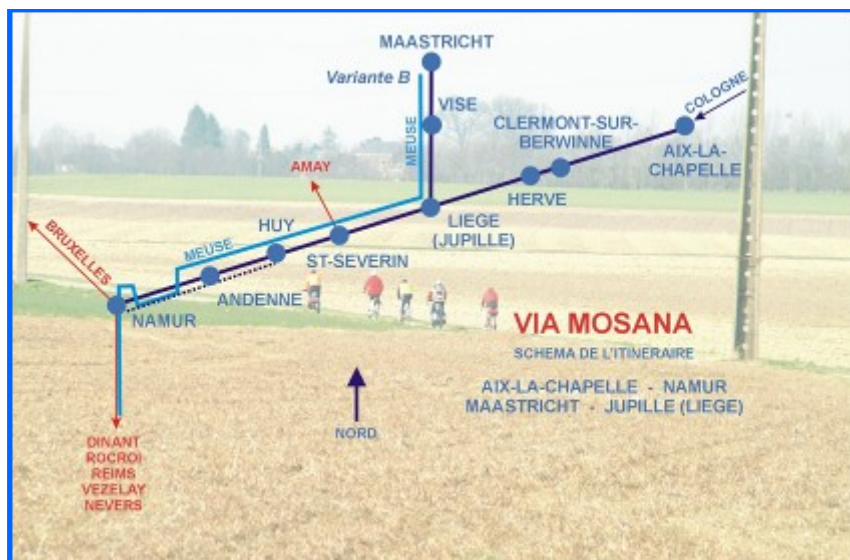 MAASTRICHT
Variante B
COLOGNE
VISE
CLERMONT-SUR-
BERWINNE
MEUSE
AIX-LA-
CHAPELLE
AMAY
HERVE
HUY
LIEGE
(JUPILLE)
BRUXELLES
MEUSE
ST-SEVERIN
ANDENNE
NAMUR
VIA MOSANA
SCHEMA DE L'ITINERAIRE
AIX-LA-CHAPELLE - NAMUR
MAASTRICHT - JUPILLE (LIEGE)
NORD
DINANT
ROCROI
REIMS
VEZELAY
NEVERS